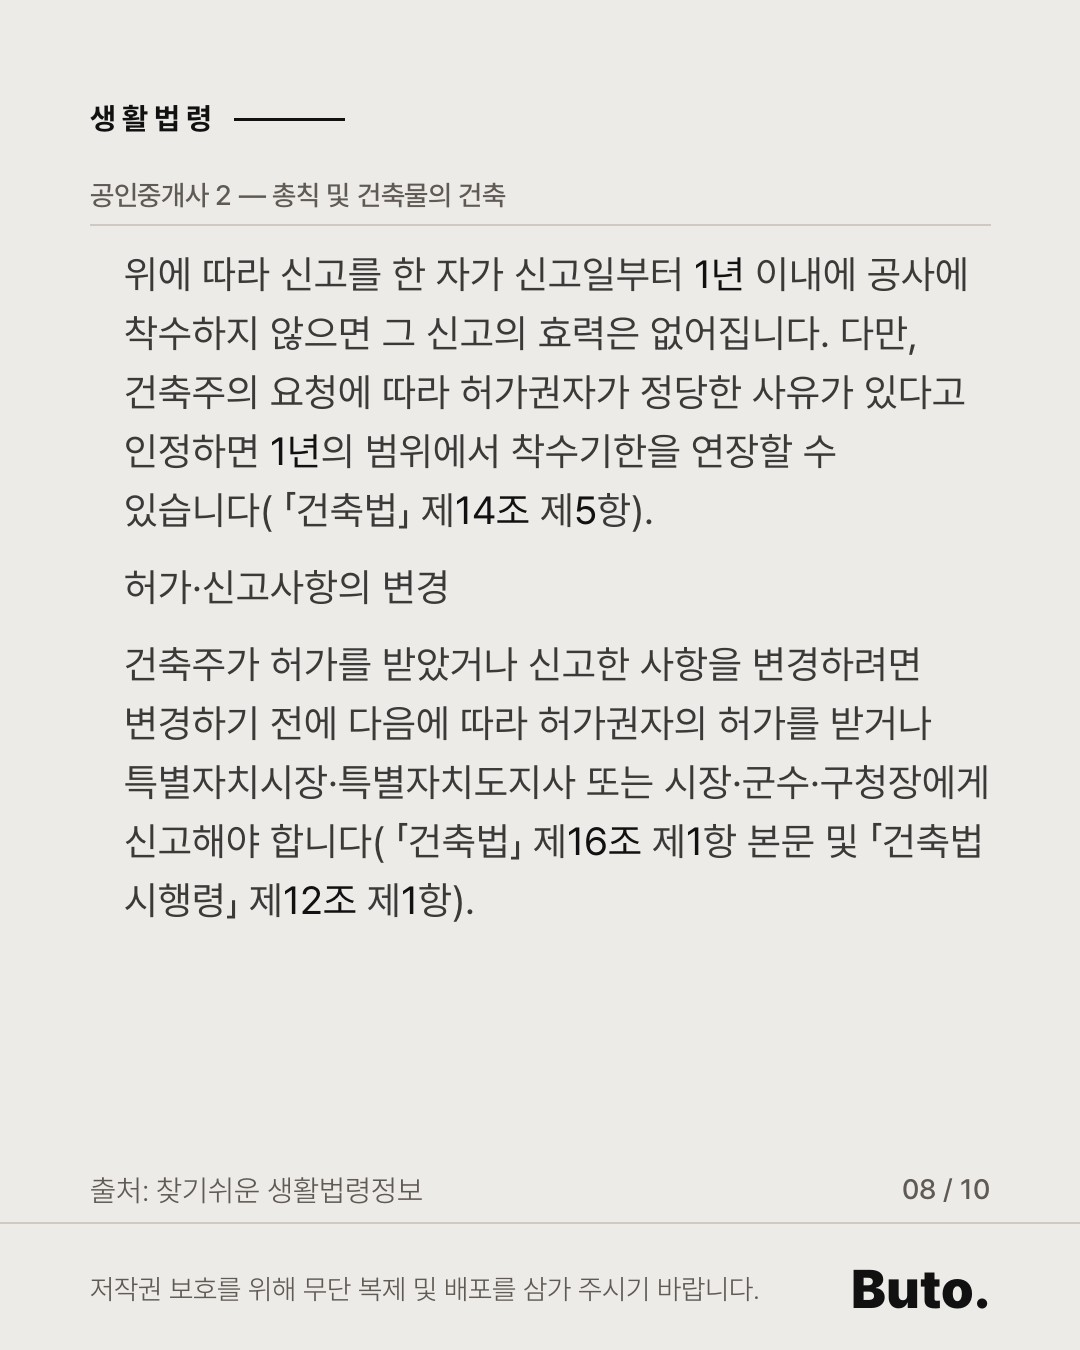 생활법령
공인중개사 2 — 총칙 및 건축물의 건축
위에 따라 신고를 한 자가 신고일부터 1년 이내에 공사에
착수하지 않으면 그 신고의 효력은 없어집니다. 다만,
건축주의 요청에 따라 허가권자가 정당한 사유가 있다고
인정하면 1년의 범위에서 착수기한을 연장할 수
있습니다( 「건축법」 제14조 제5항).
허가·신고사항의 변경
건축주가 허가를 받았거나 신고한 사항을 변경하려면
변경하기 전에 다음에 따라 허가권자의 허가를 받거나
특별자치시장·특별자치도지사 또는 시장·군수·구청장에게
신고해야 합니다( 「건축법」 제16조 제1항 본문 및 「건축법
시행령」 제12조 제1항).
출처: 찾기쉬운 생활법령정보
08 / 10
저작권 보호를 위해 무단 복제 및 배포를 삼가 주시기 바랍니다.
Buto.